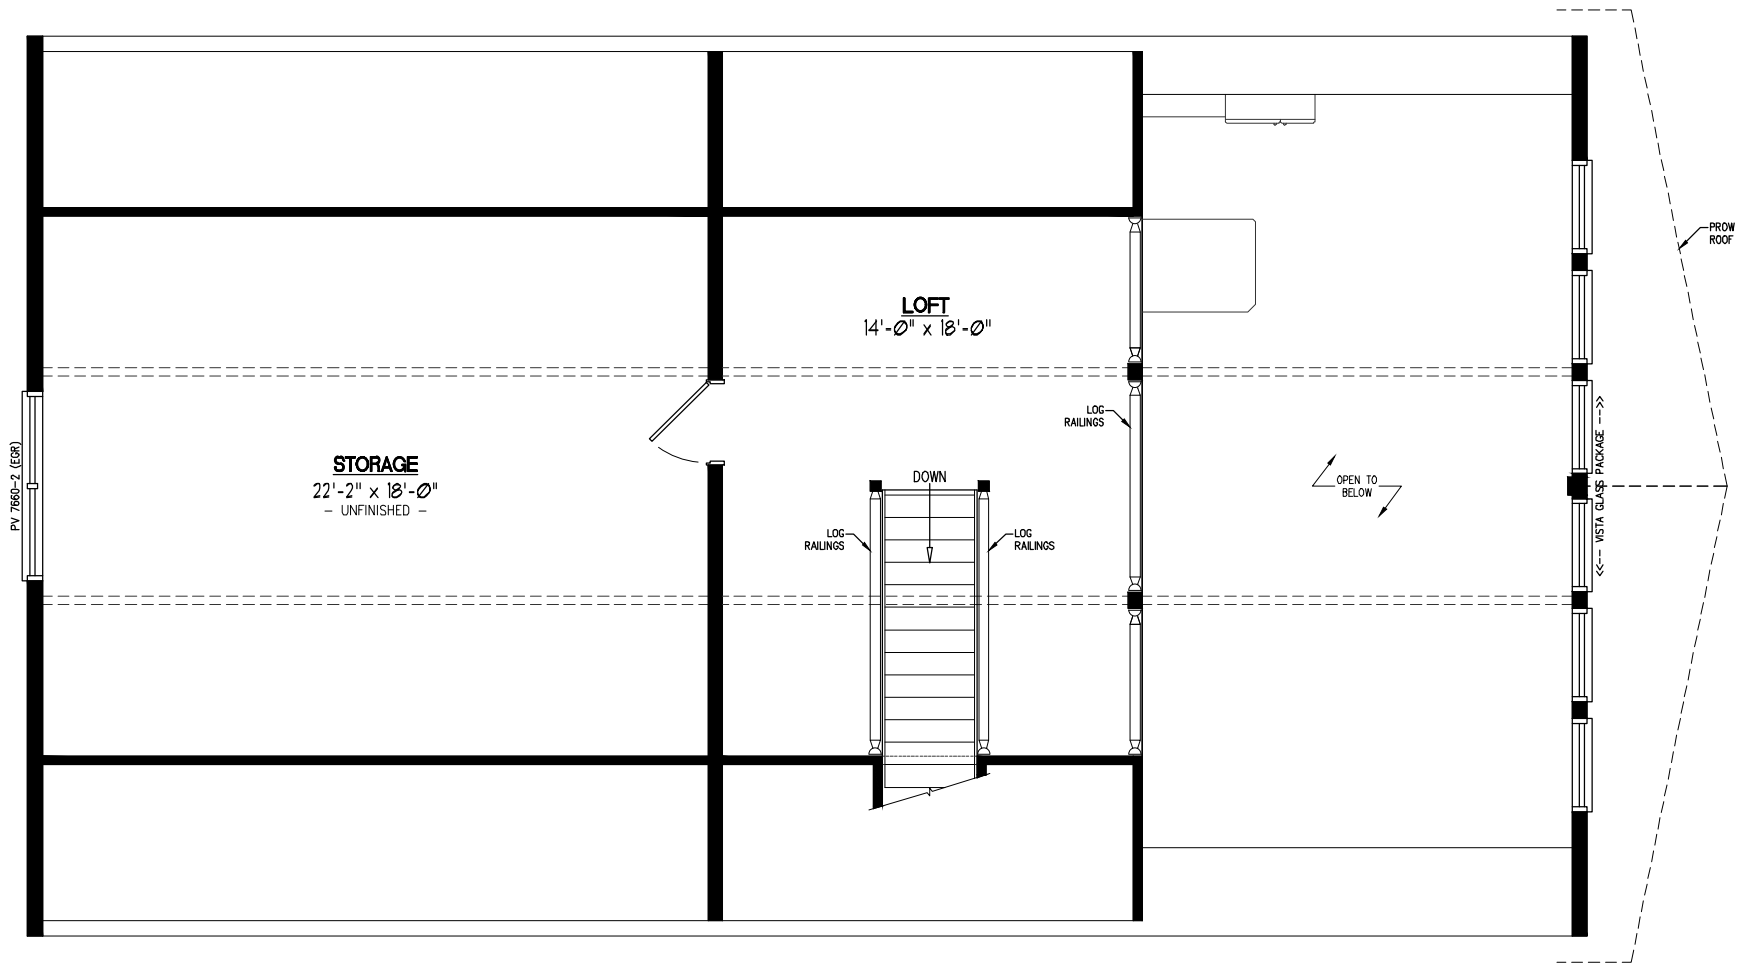 PROW
ROOF
LOFT
14'-0" x 18'-0"
LOG
RAILINGS
STORAGE
22'-2" x 18'-0"
- UNFINISHED -
PV 7660-2 (EGR)
DOWN
OPEN TO
BELOW
<<-- VISTA GLASS PACKAGE -->>
LOG
RAILINGS
LOG
RAILINGS